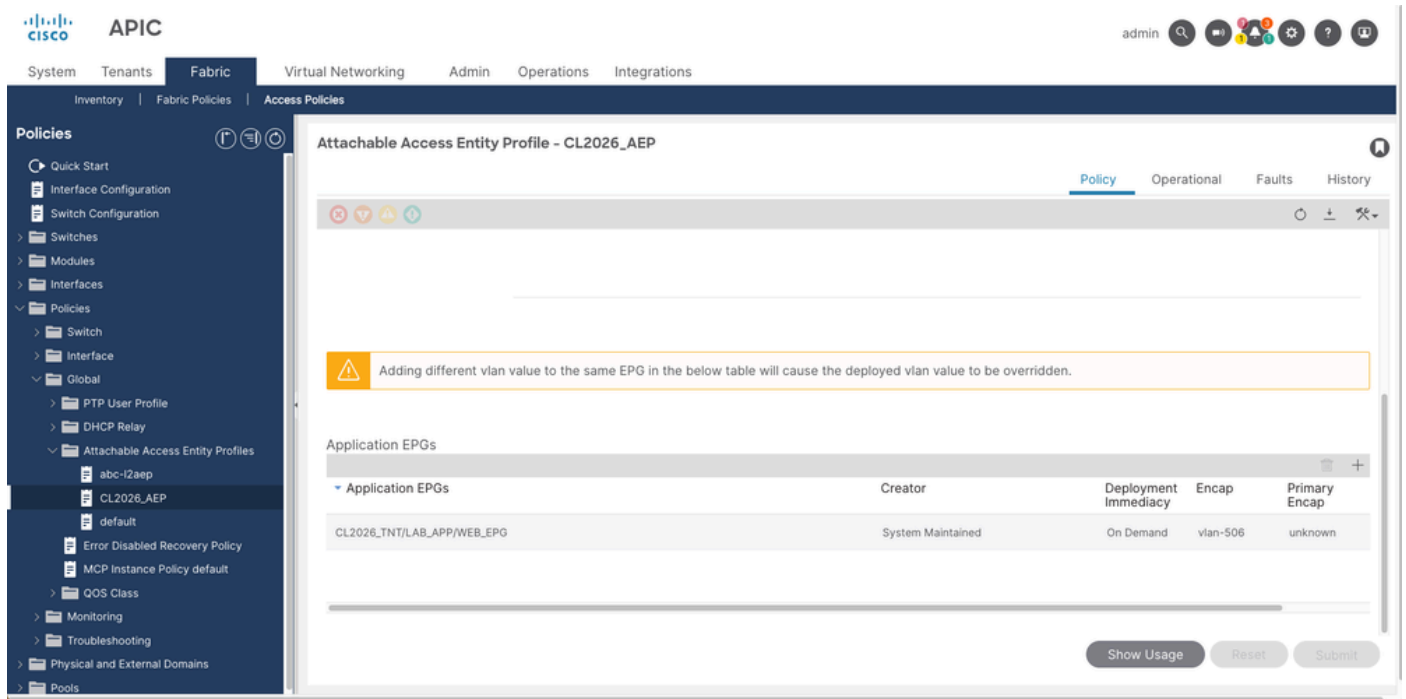 CISCO
APIC
admin
System Tenants Fabric Virtual Networking Admin Operations Integrations
Inventory | Fabric Policies | Access Policies
Policies
Quick Start
Interface Configuration
Switch Configuration
Switches
Modules
Interfaces
Policies
Switch
Interface
Global
PTP User Profile
DHCP Relay
Attachable Access Entity Profiles
abc-l2aep
CL2026_AEP
default
Error Disabled Recovery Policy
MCP Instance Policy default
QOS Class
Monitoring
Troubleshooting
Physical and External Domains
Pools
Attachable Access Entity Profile - CL2026_AEP
Policy Operational Faults History
Adding different vlan value to the same EPG in the below table will cause the deployed vlan value to be overridden.
Application EPGs
Application EPGs Creator Deployment Immediacy Encap Primary Encap
CL2026_TNT/LAB_APP/WEB_EPG System Maintained On Demand vlan-506 unknown
Show Usage Reset Submit